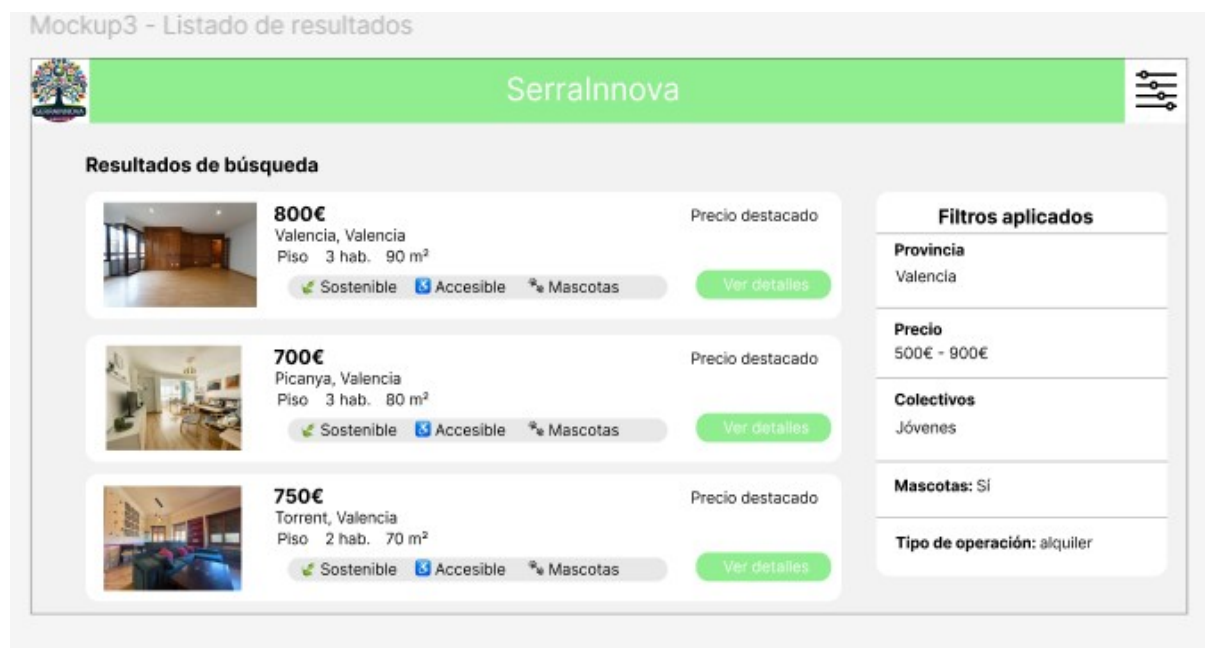 Mockup3 - Listado de resultados
SERRAINNOVA
SerraInnova
Resultados de búsqueda
800€
Precio destacado
Valencia, Valencia
Piso 3 hab. 90 m²
Sostenible Accesible Mascotas
Ver detalles
700€
Precio destacado
Picanya, Valencia
Piso 3 hab. 80 m²
Sostenible Accesible Mascotas
Ver detalles
750€
Precio destacado
Torrent, Valencia
Piso 2 hab. 70 m²
Sostenible Accesible Mascotas
Ver detalles
Filtros aplicados
Provincia
Valencia
Precio
500€ - 900€
Colectivos
Jóvenes
Mascotas: Sí
Tipo de operación: alquiler